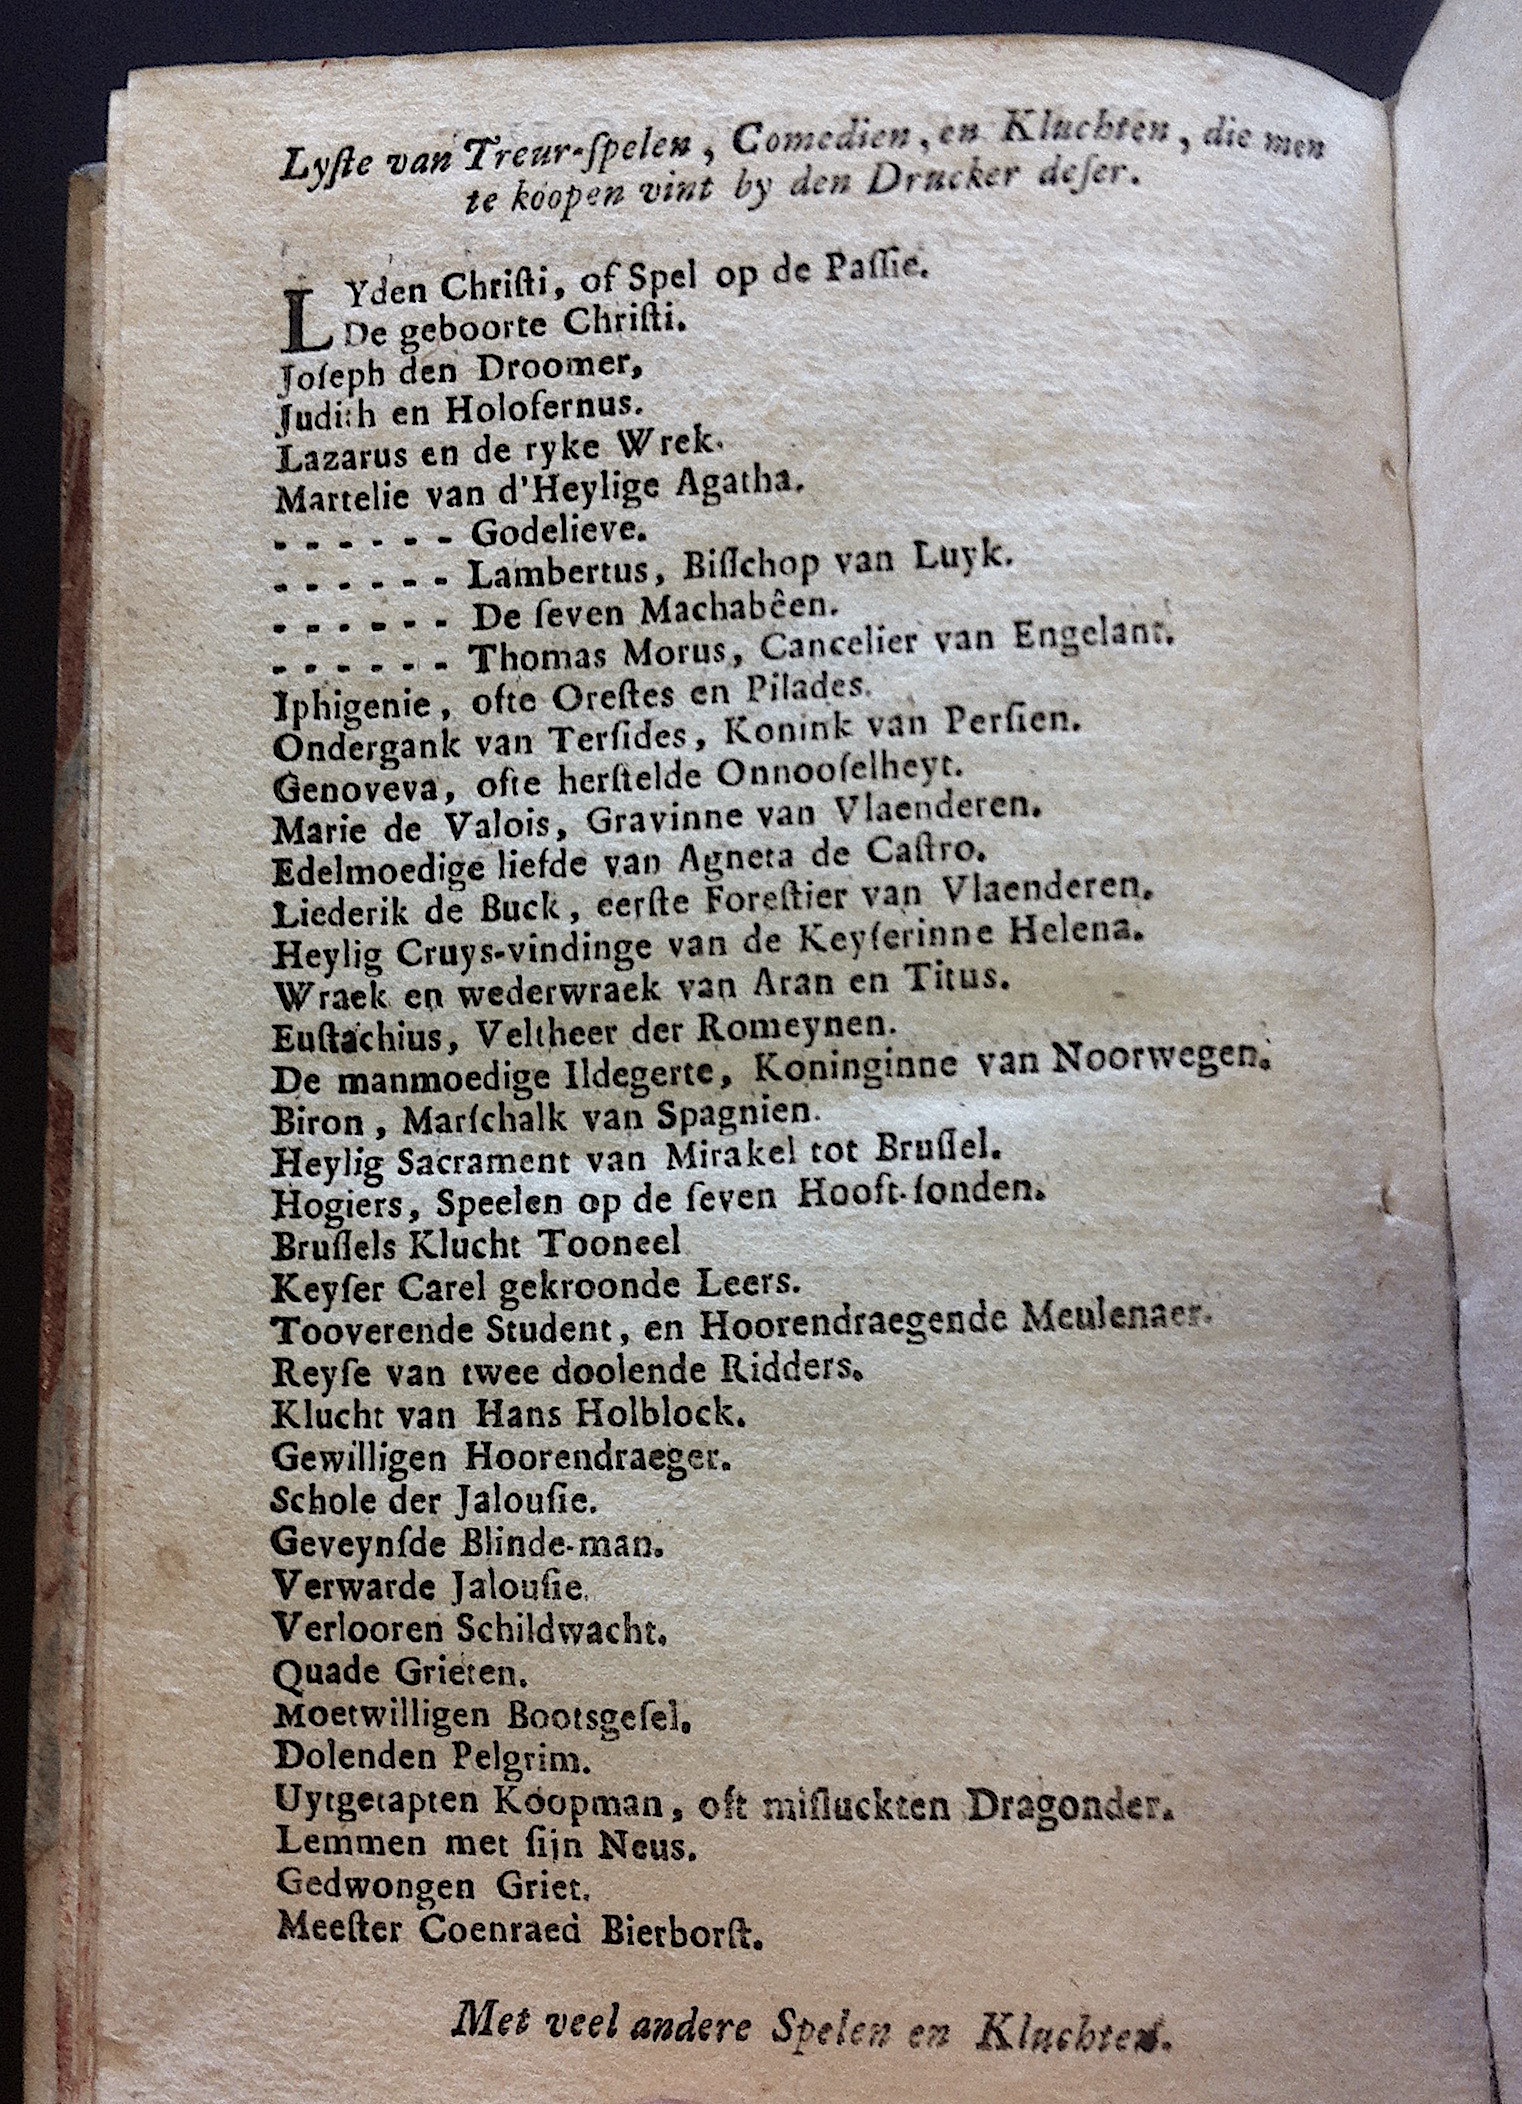 Lyſte van Treur-ſpelen, Comedien, en Kluchten, die men
te koopen vint by den Drucker deſer.
LYden Chriſti, of Spel op de Paſſie.
De geboorte Chriſti.
Joſeph den Droomer,
Judith en Holofernus.
Lazarus en de ryke Wrek.
Martelie van d'Heylige Agatha.
- - - - - - Godelieve.
- - - - - - Lambertus, Biſſchop van Luyk.
- - - - - - De ſeven Machabêen.
- - - - - - Thomas Morus, Cancelier van Engelant.
Iphigenie, ofte Oreſtes en Pilades.
Ondergank van Terſides, Konink van Perſien.
Genoveva, ofte herſtelde Onnooſelheyt.
Marie de Valois, Gravinne van Vlaenderen.
Edelmoedige liefde van Agneta de Caſtro.
Liederik de Buck, eerſte Foreſtier van Vlaenderen.
Heylig Cruys-vindinge van de Keyſerinne Helena.
Wraek en wederwraek van Aran en Titus.
Euſtachius, Veltheer der Romeynen.
De manmoedige Ildegerte, Koninginne van Noorwegen.
Biron, Marſchalk van Spagnien.
Heylig Sacrament van Mirakel tot Bruſſel.
Hogiers, Speelen op de ſeven Hooft-ſonden.
Bruſſels Klucht Tooneel
Keyſer Carel gekroonde Leers.
Tooverende Student, en Hoorendraegende Meulenaer.
Reyſe van twee doolende Ridders.
Klucht van Hans Holblock.
Gewilligen Hoorendraeger.
Schole der Jalouſie.
Geveynſde Blinde-man.
Verwarde Jalouſie.
Verlooren Schildwacht.
Quade Grieten.
Moetwilligen Bootsgeſel.
Dolenden Pelgrim.
Uytgetapten Koopman, oft miſluckten Dragonder.
Lemmen met ſijn Neus.
Gedwongen Griet.
Meeſter Coenraed Bierborſt.
Met veel andere Spelen en Kluchten.